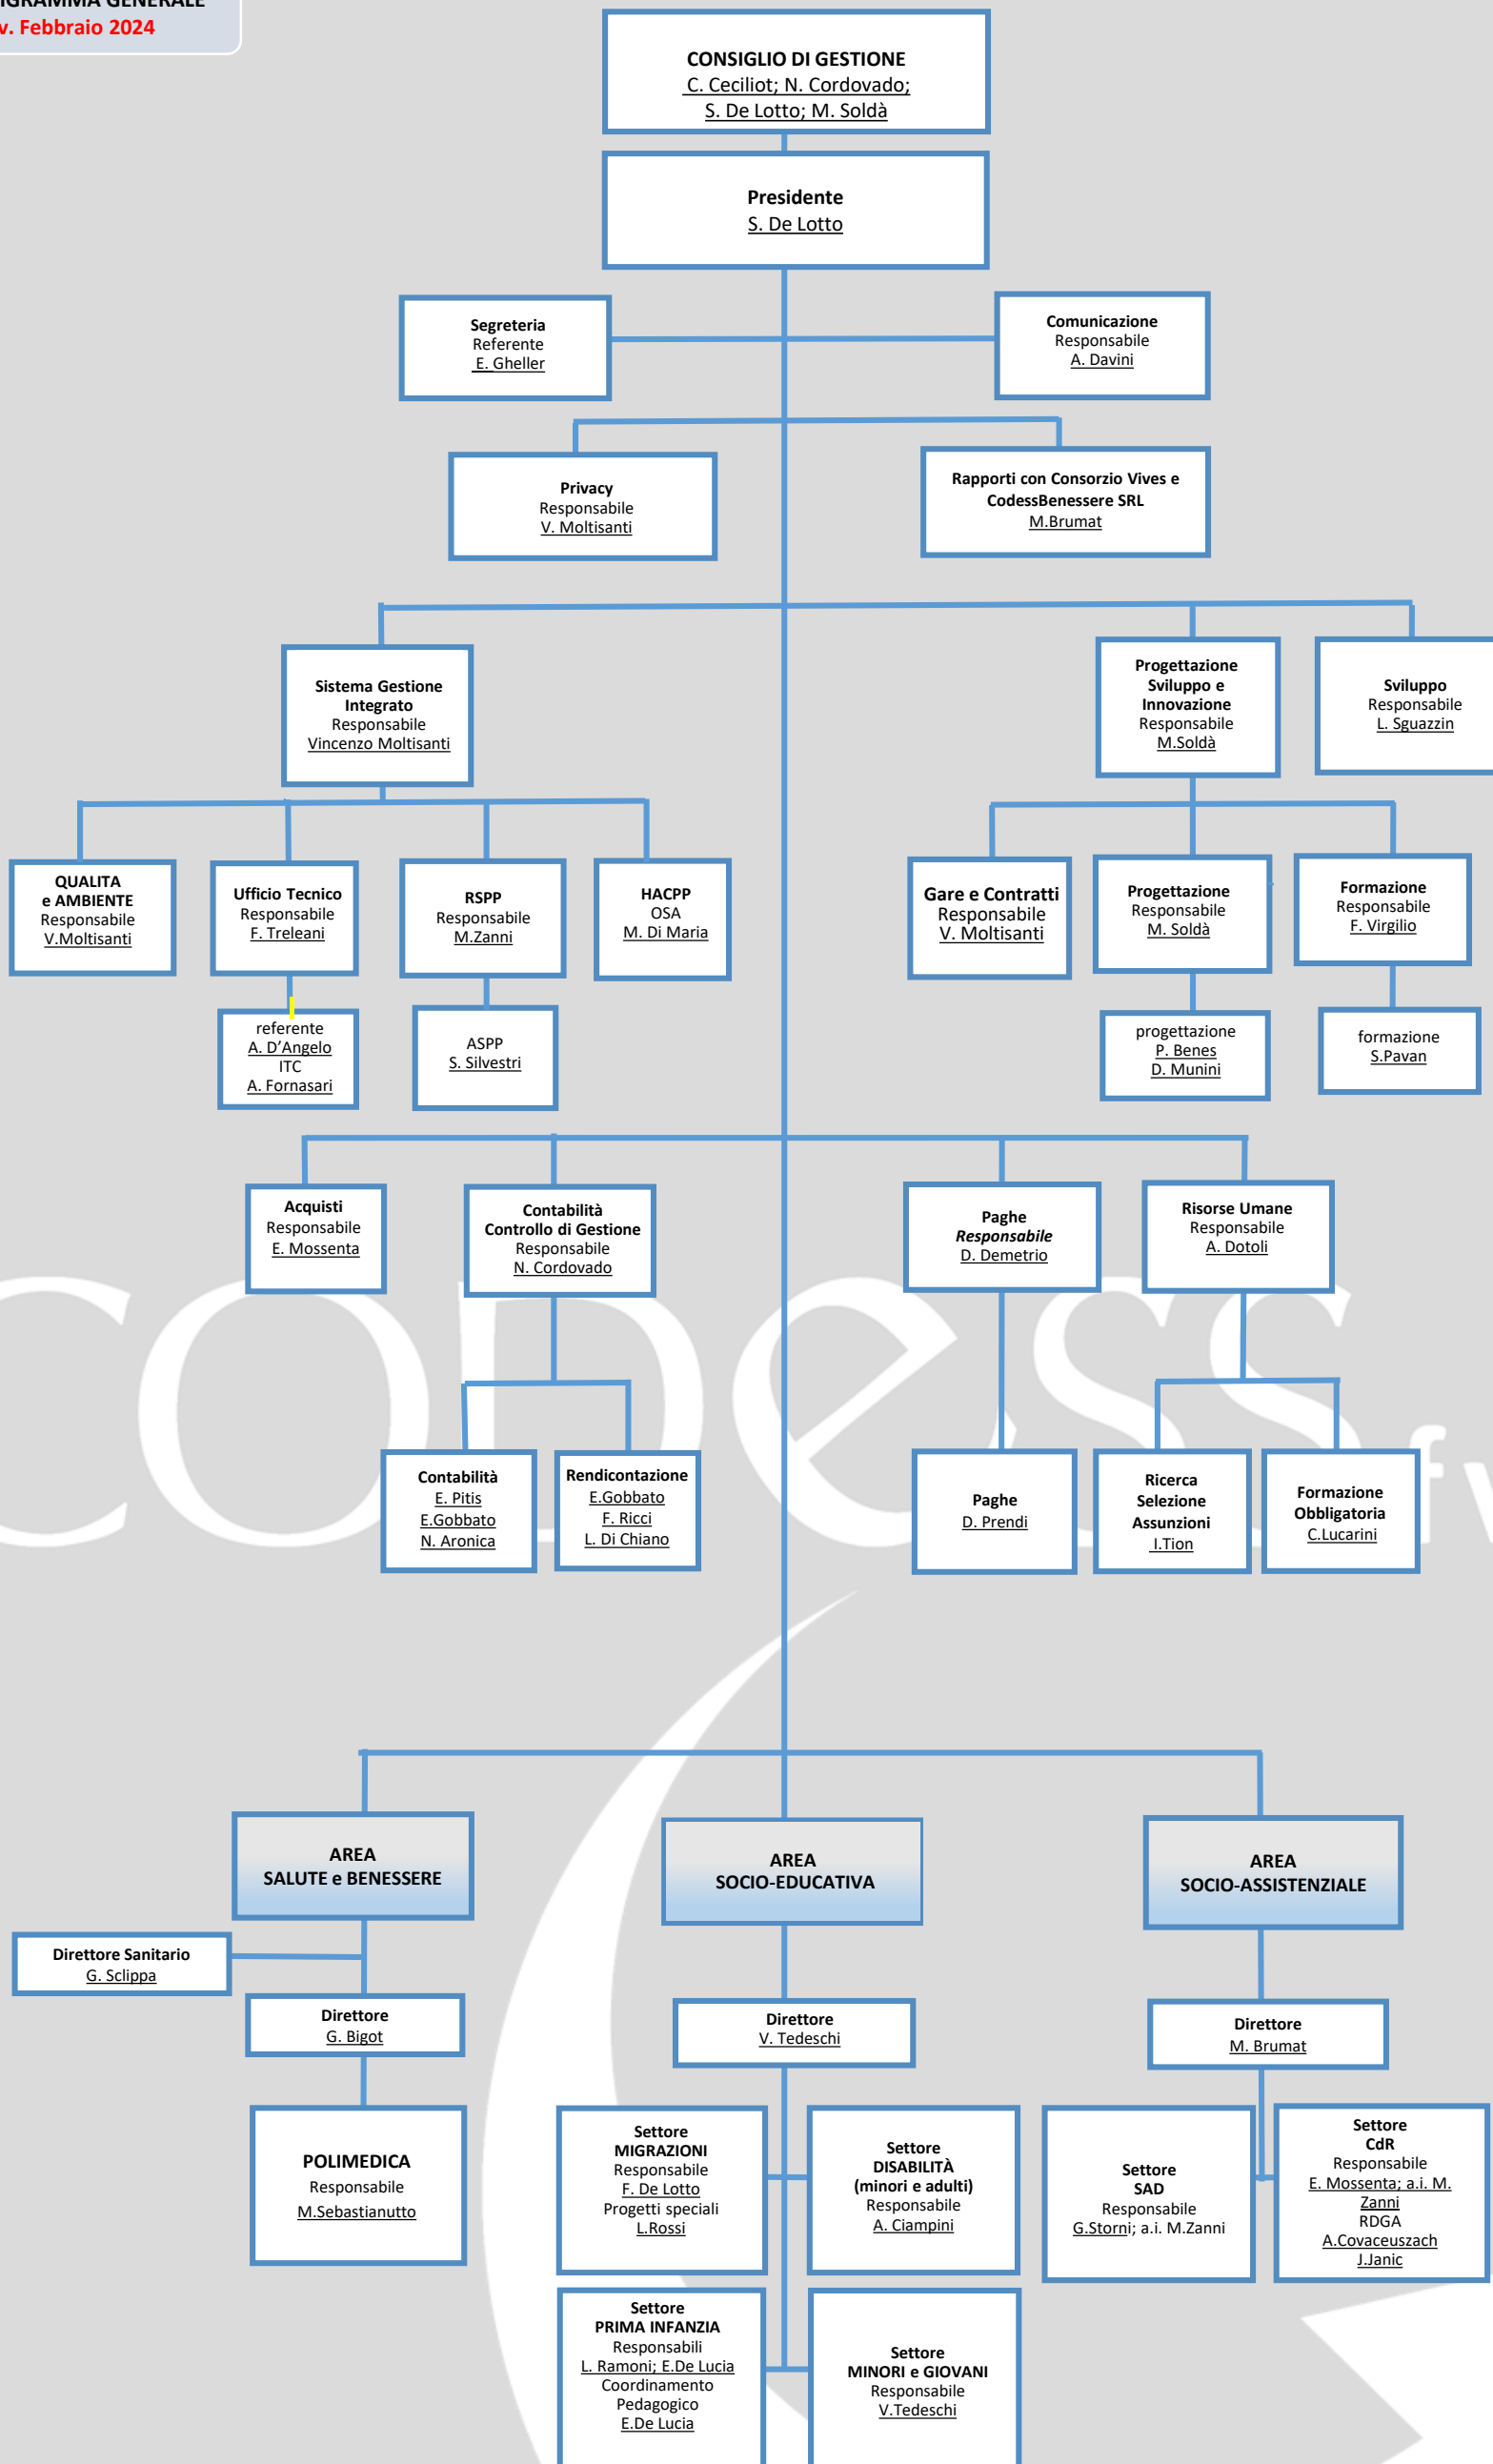 IGRAMMA GENERALE
v. Febbraio 2024
CONSIGLIO DI GESTIONE
C. Ceciliot; N. Cordovado;
S. De Lotto; M. Soldà
Presidente
S. De Lotto
Segreteria
Referente
E. Gheller
Comunicazione
Responsabile
A. Davini
Privacy
Responsabile
V. Moltisanti
Rapporti con Consorzio Vives e
CodessBenessere SRL
M.Brumat
Sistema Gestione
Integrato
Responsabile
Vincenzo Moltisanti
Progettazione
Sviluppo e
Innovazione
Responsabile
M.Soldà
Sviluppo
Responsabile
L. Sguazzin
QUALITA
e AMBIENTE
Responsabile
V.Moltisanti
Ufficio Tecnico
Responsabile
F. Treleani
RSPP
Responsabile
M.Zanni
HACPP
OSA
M. Di Maria
Gare e Contratti
Responsabile
V. Moltisanti
Progettazione
Responsabile
M. Soldà
Formazione
Responsabile
F. Virgilio
referente
A. D’Angelo
ITC
A. Fornasari
ASPP
S. Silvestri
progettazione
P. Benes
D. Munini
formazione
S.Pavan
Acquisti
Responsabile
E. Mossenta
Contabilità
Controllo di Gestione
Responsabile
N. Cordovado
Paghe
Responsabile
D. Demetrio
Risorse Umane
Responsabile
A. Dotoli
CODess f
Contabilità
E. Pitis
E.Gobbato
N. Aronica
Rendicontazione
E.Gobbato
F. Ricci
L. Di Chiano
Paghe
D. Prendi
Ricerca
Selezione
Assunzioni
I.Tion
Formazione
Obbligatoria
C.Lucarini
AREA
SALUTE e BENESSERE
AREA
SOCIO-EDUCATIVA
AREA
SOCIO-ASSISTENZIALE
Direttore Sanitario
G. Sclippa
Direttore
G. Bigot
Direttore
V. Tedeschi
Direttore
M. Brumat
POLIMEDICA
Responsabile
M.Sebastianutto
Settore
MIGRAZIONI
Responsabile
F. De Lotto
Progetti speciali
L.Rossi
Settore
DISABILITÀ
(minori e adulti)
Responsabile
A. Ciampini
Settore
SAD
Responsabile
G.Storni; a.i. M.Zanni
Settore
CdR
Responsabile
E. Mossenta; a.i. M.
Zanni
RDGA
A.Covaceuszach
J.Janic
Settore
PRIMA INFANZIA
Responsabili
L. Ramoni; E.De Lucia
Coordinamento
Pedagogico
E.De Lucia
Settore
MINORI e GIOVANI
Responsabile
V.Tedeschi